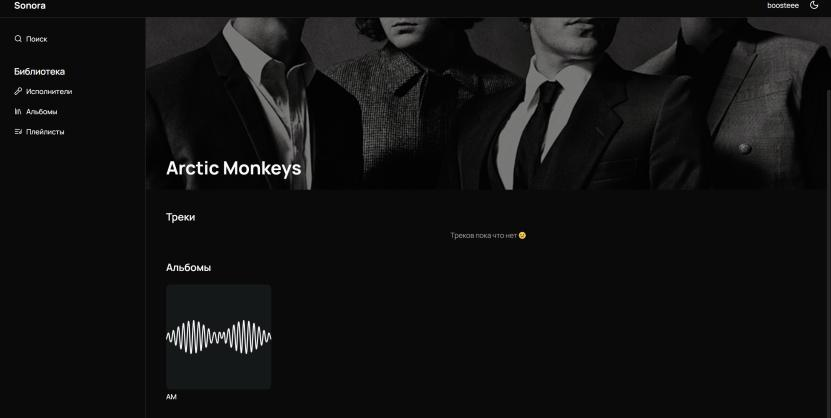 Sonora
boosteee
Поиск
Библиотека
Исполнители
Альбомы
Плейлисты
Arctic Monkeys
Треки
Треков пока что нет 😢
Альбомы
AM